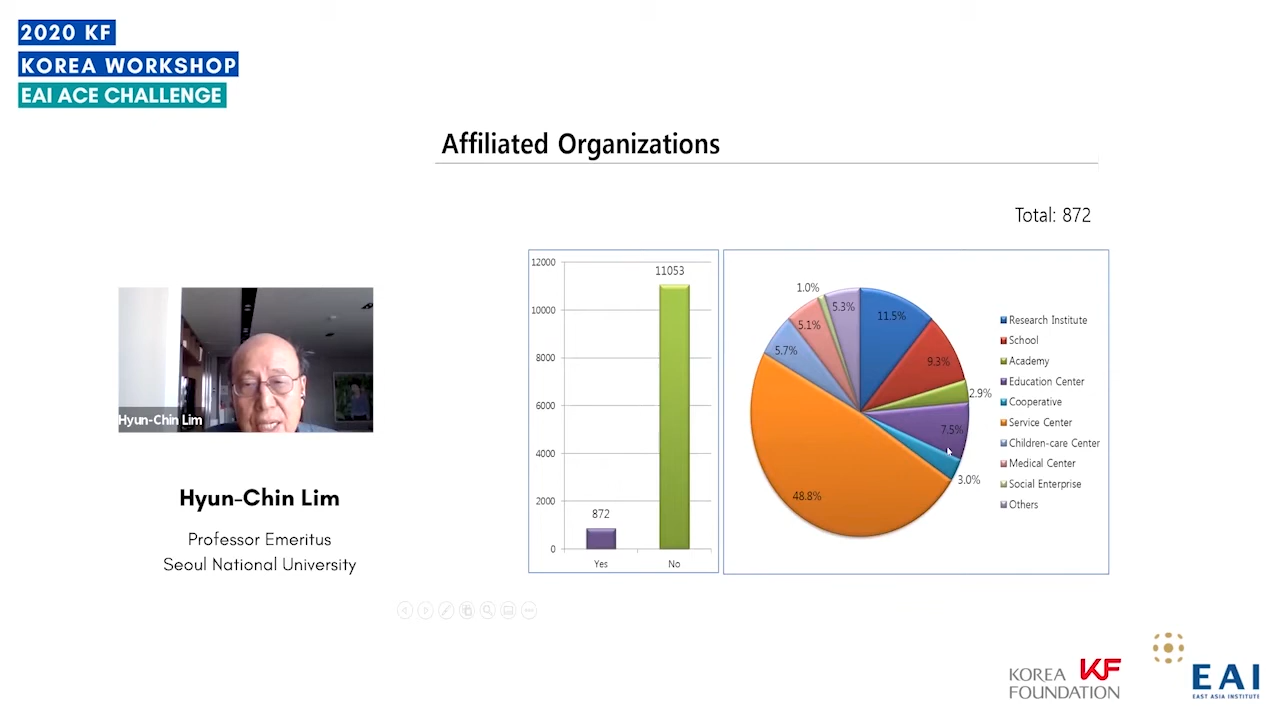 2020 KF
KOREA WORKSHOP
EAI ACE CHALLENGE
Affiliated Organizations
Total: 872
12000
10000
8000
6000
4000
2000
0
872
11053
Yes
No
1.0%
5.3%
11.5%
5.1%
5.7%
9.3%
2.9%
7.5%
3.0%
48.8%
Research Institute
School
Academy
Education Center
Cooperative
Service Center
Children-care Center
Medical Center
Social Enterprise
Others
Hyun-Chin Lim
Hyun-Chin Lim
Professor Emeritus
Seoul National University
KOREA KF
FOUNDATION
EAI
EAST ASIA INSTITUTE